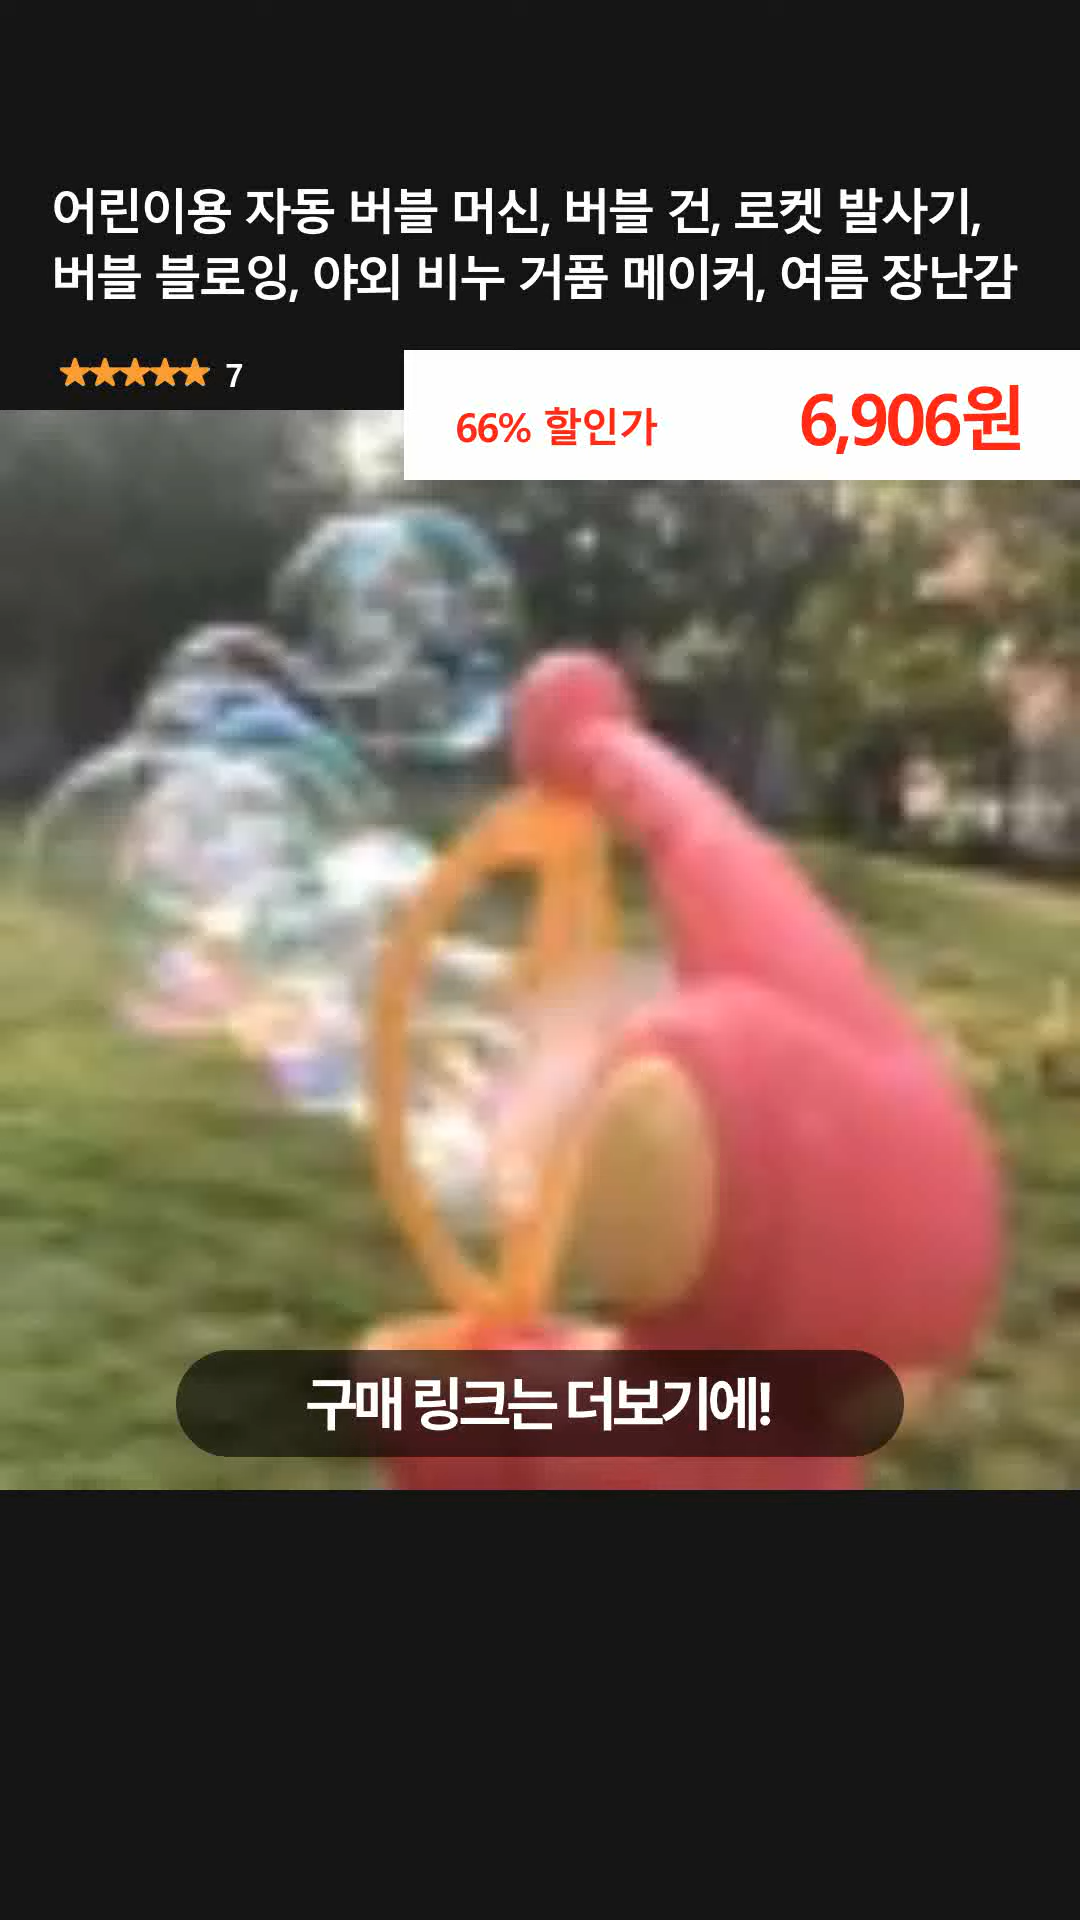 어린이용 자동 버블 머신, 버블 건, 로켓 발사기,
버블 블로잉, 야외 비누 거품 메이커, 여름 장난감
★★★★★ 7
66% 할인가 6,906원
구매 링크는 더보기에!